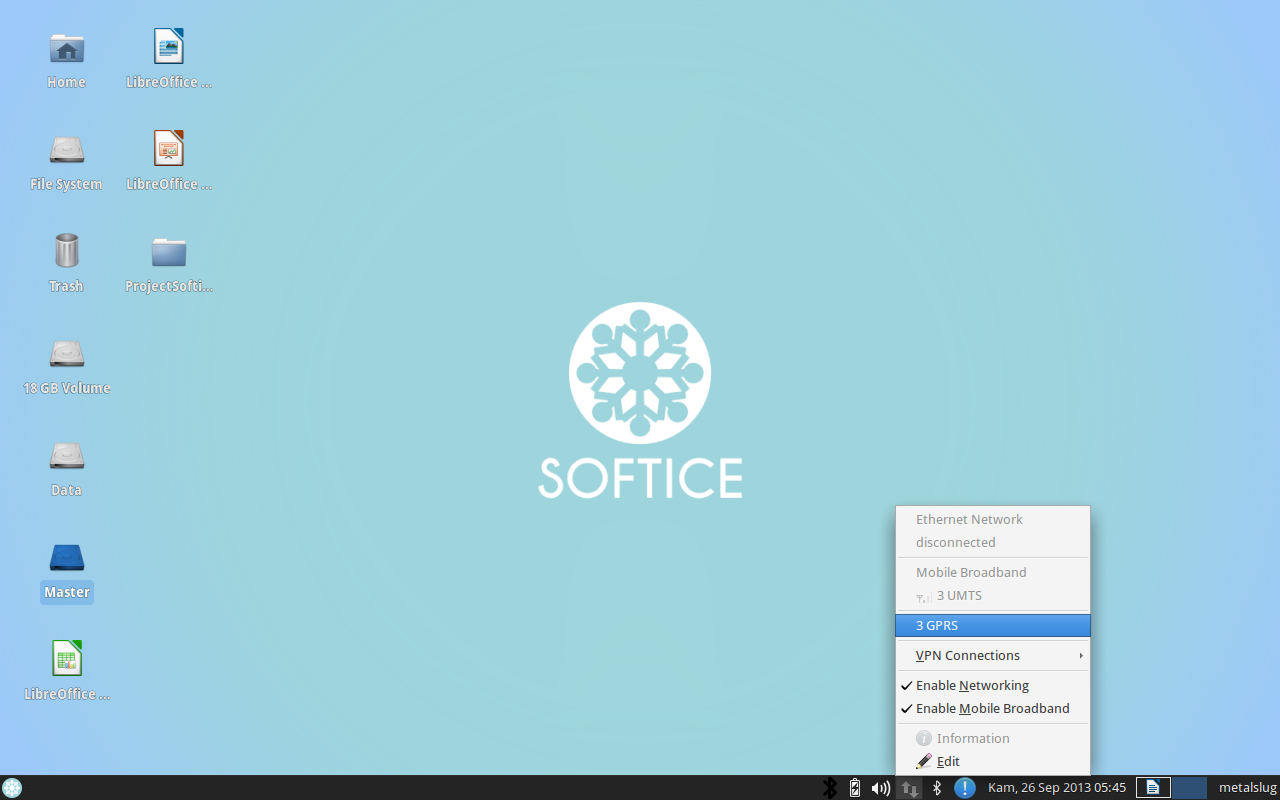 Home
LibreOffice ...
File System
LibreOffice ...
Trash
ProjectSofti...
18 GB Volume
Data
Master
LibreOffice ...
SOFTICE
Ethernet Network
disconnected
Mobile Broadband
3 UMTS
3 GPRS
VPN Connections
Enable Networking
Enable Mobile Broadband
Information
Edit
Kam, 26 Sep 2013 05:45
metalslug